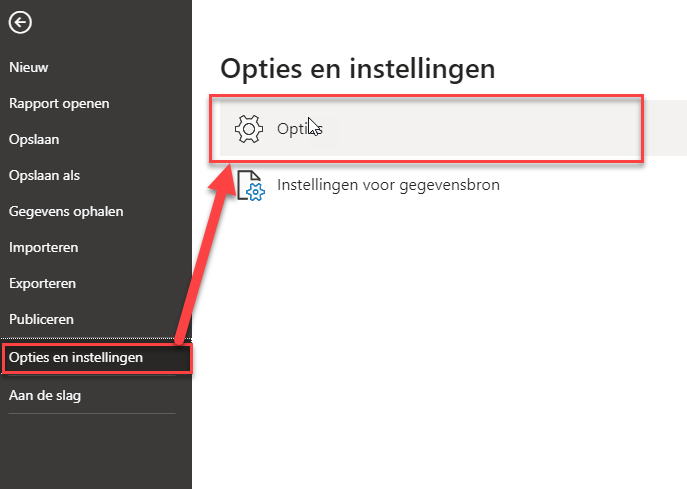 Nieuw
Rapport openen
Opslaan
Opslaan als
Gegevens ophalen
Importeren
Exporteren
Publiceren
Opties en instellingen
Aan de slag
Opties en instellingen
Opties
Instellingen voor gegevensbron